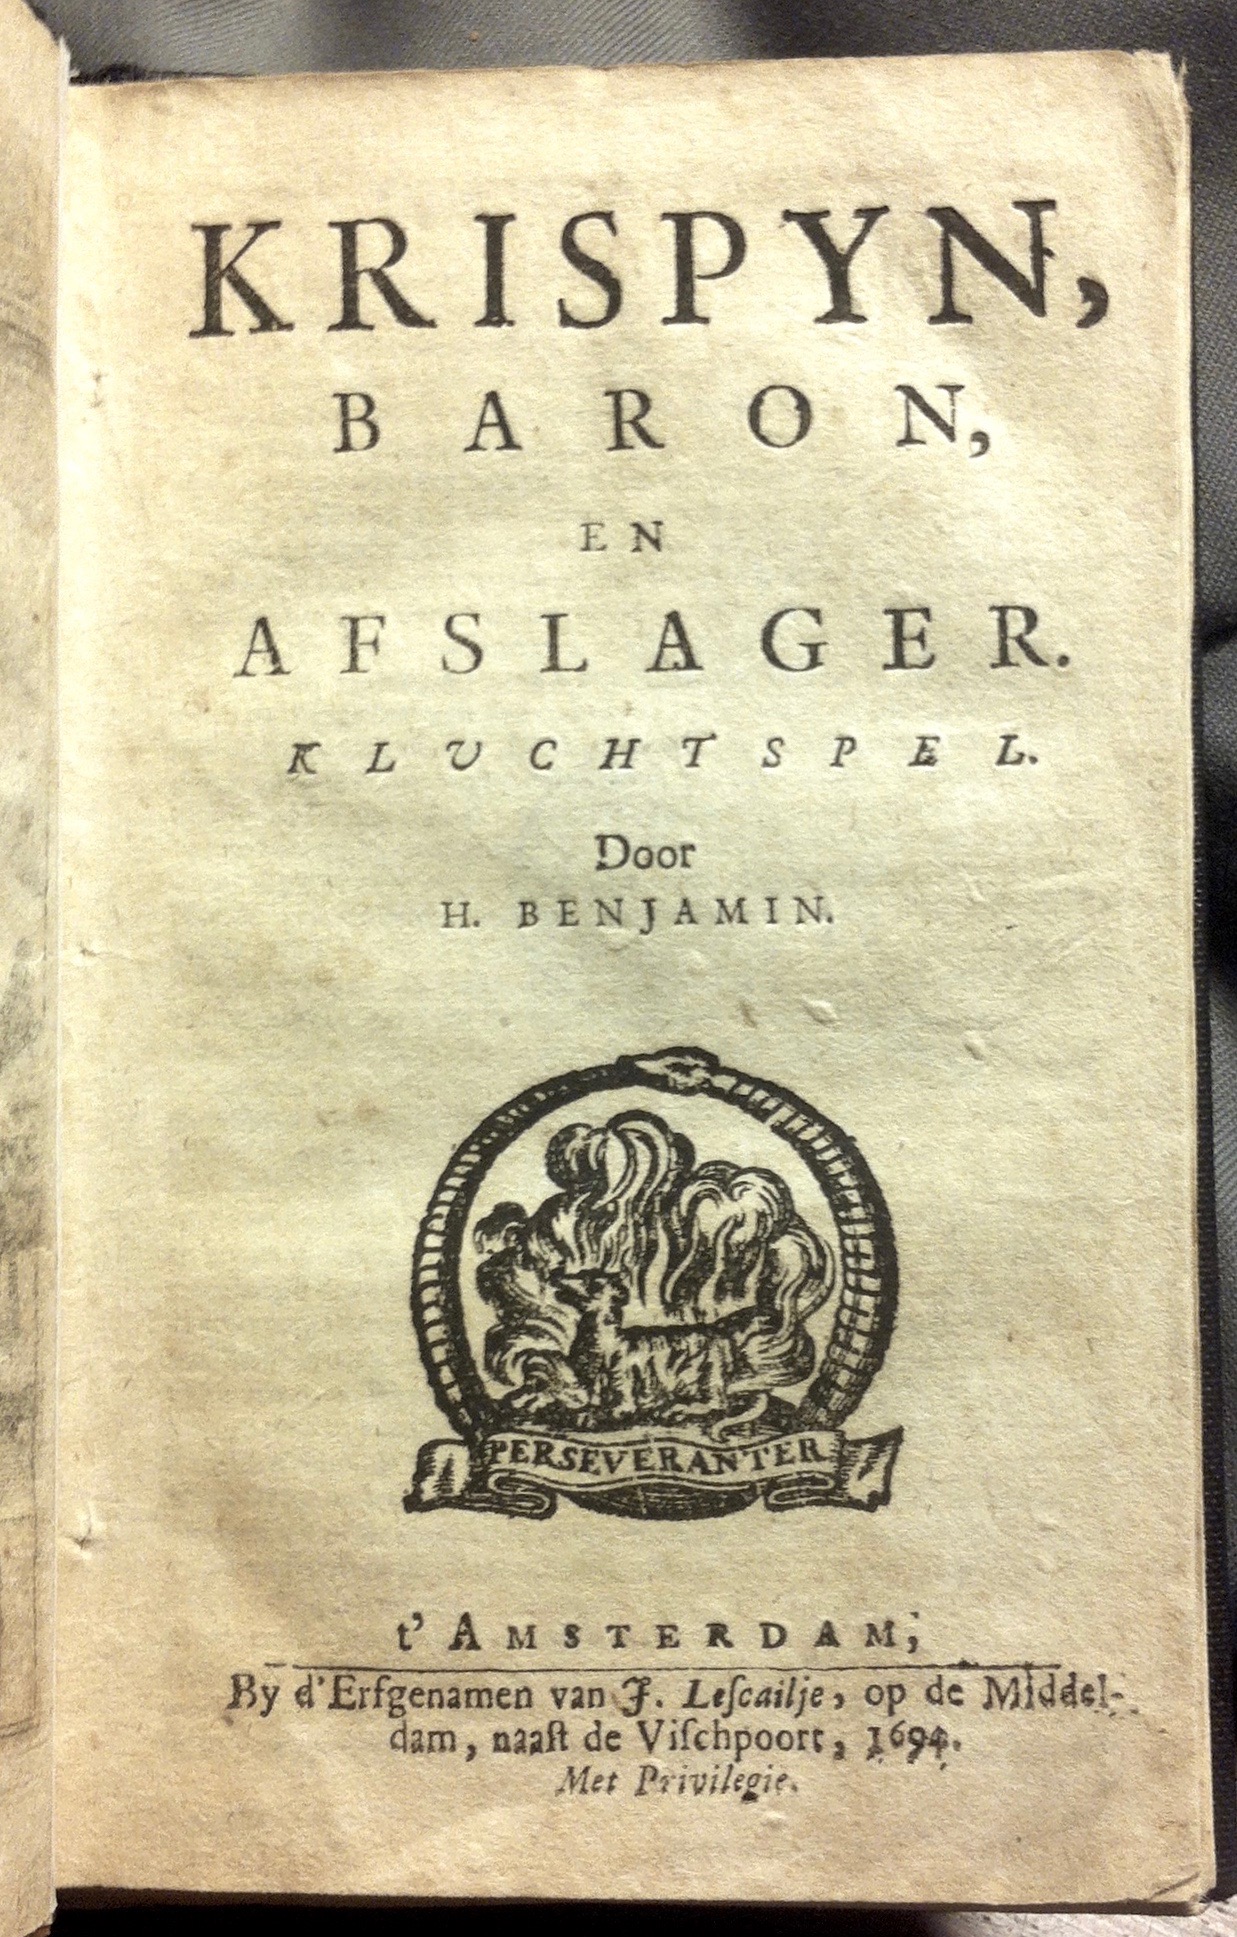 KRISPYN,
BARON,
EN
AFSLAGER.
KLUCHTSPEL.
Door
H. BENJAMIN.
PERSEVERANTER
t' AMSTERDAM,
By d'Erfgenamen van J. Leſcailje, op de Middel-
dam, naaſt de Viſchpoort, 1694.
Met Privilegie.